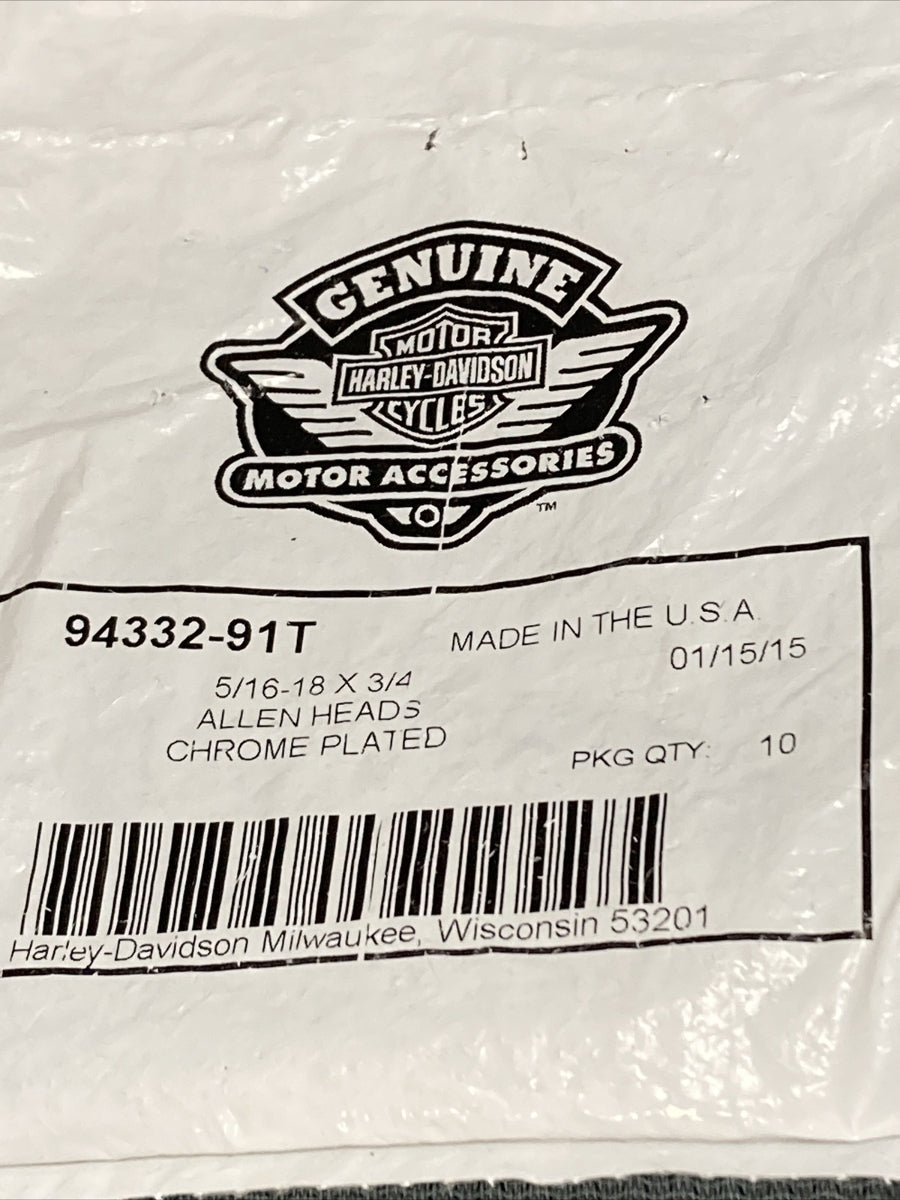 GENUINE
MOTOR
HARLEY-DAVIDSON
CYCLES
MOTOR ACCESSORIES
TM
94332-91T
MADE IN THE U.S.A.
01/15/15
5/16-18 X 3/4
ALLEN HEADS
CHROME PLATED
PKG QTY: 10
Harley-Davidson Milwaukee, Wisconsin 53201